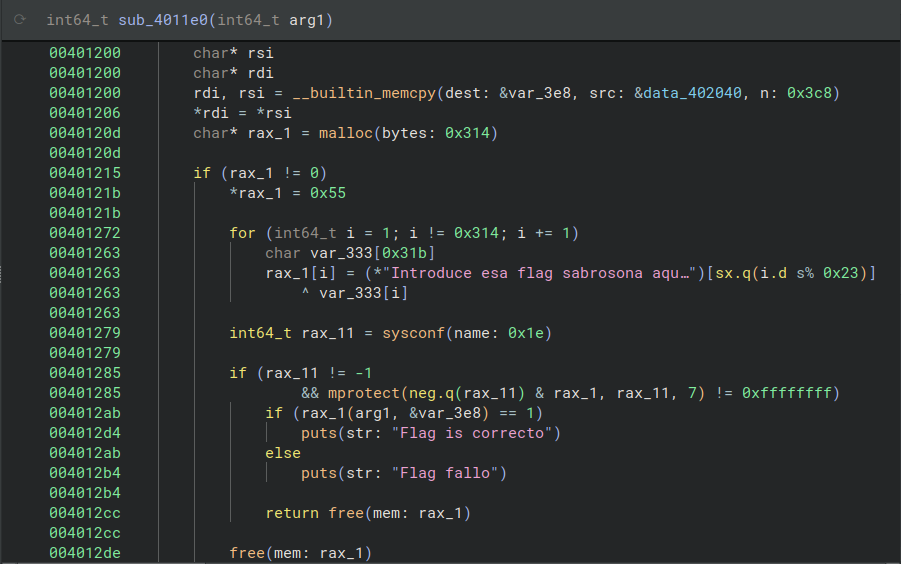 int64_t sub_4011e0(int64_t arg1)
00401200 char* rsi
00401200 char* rdi
00401200 rdi, rsi = __builtin_memcpy(dest: &var_3e8, src: &data_402040, n: 0x3c8)
00401206 *rdi = *rsi
0040120d char* rax_1 = malloc(bytes: 0x314)
0040120d
00401215 if (rax_1 != 0)
0040121b *rax_1 = 0x55
0040121b
00401272 for (int64_t i = 1; i != 0x314; i += 1)
00401263 char var_333[0x31b]
00401263 rax_1[i] = (*"Introduce esa flag sabrosona aqu…")[sx.q(i.d s% 0x23)]
00401263 ^ var_333[i]
00401263
00401279 int64_t rax_11 = sysconf(name: 0x1e)
00401279
00401285 if (rax_11 != -1
00401285 && mprotect(neg.q(rax_11) & rax_1, rax_11, 7) != 0xffffffff)
004012ab if (rax_1(arg1, &var_3e8) == 1)
004012d4 puts(str: "Flag is correcto")
004012ab else
004012b4 puts(str: "Flag fallo")
004012b4
004012cc return free(mem: rax_1)
004012cc
004012de free(mem: rax_1)